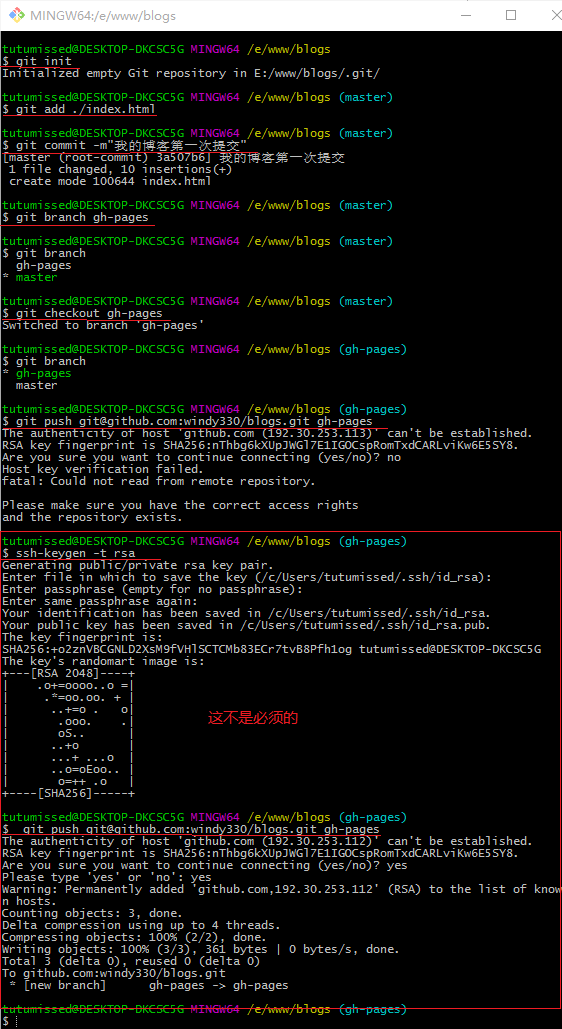 MINGW64:/e/www/blogs
tutumissed@DESKTOP-DKCSC5G MINGW64 /e/www/blogs
$ git init
Initialized empty Git repository in E:/www/blogs/.git/
tutumissed@DESKTOP-DKCSC5G MINGW64 /e/www/blogs (master)
$ git add ./index.html
tutumissed@DESKTOP-DKCSC5G MINGW64 /e/www/blogs (master)
$ git commit -m"我的博客第一次提交"
[master (root-commit) 3a507b6] 我的博客第一次提交
 1 file changed, 10 insertions(+)
 create mode 100644 index.html
tutumissed@DESKTOP-DKCSC5G MINGW64 /e/www/blogs (master)
$ git branch gh-pages
tutumissed@DESKTOP-DKCSC5G MINGW64 /e/www/blogs (master)
$ git branch
  gh-pages
* master
tutumissed@DESKTOP-DKCSC5G MINGW64 /e/www/blogs (master)
$ git checkout gh-pages
Switched to branch 'gh-pages'
tutumissed@DESKTOP-DKCSC5G MINGW64 /e/www/blogs (gh-pages)
$ git branch
* gh-pages
  master
tutumissed@DESKTOP-DKCSC5G MINGW64 /e/www/blogs (gh-pages)
$ git push git@github.com:windy330/blogs.git gh-pages
The authenticity of host 'github.com (192.30.253.113)' can't be established.
RSA key fingerprint is SHA256:nThbg6kXUpJWGl7E1IGOCspRomTxdCARLviKw6E5SY8.
Are you sure you want to continue connecting (yes/no)? no
Host key verification failed.
fatal: Could not read from remote repository.
Please make sure you have the correct access rights
and the repository exists.
tutumissed@DESKTOP-DKCSC5G MINGW64 /e/www/blogs (gh-pages)
$ ssh-keygen -t rsa
Generating public/private rsa key pair.
Enter file in which to save the key (/c/Users/tutumissed/.ssh/id_rsa):
Enter passphrase (empty for no passphrase):
Enter same passphrase again:
Your identification has been saved in /c/Users/tutumissed/.ssh/id_rsa.
Your public key has been saved in /c/Users/tutumissed/.ssh/id_rsa.pub.
The key fingerprint is:
SHA256:+o2znVBCGNLD2XsM9fVHlSCTCMb83ECr7tvB8Pfh1og tutumissed@DESKTOP-DKCSC5G
The key's randomart image is:
+---[RSA 2048]----+
|    .o+=oooo..o =|
|     .*=oo.oo. + |
|      ..+=o .   o|
|       .ooo.    .|
|       oS..      |
|      ..+o       |
|      ...+ ...o  |
|      ..o=oEoo.. |
|       o=++ .o   |
+----[SHA256]-----+
这不是必须的
tutumissed@DESKTOP-DKCSC5G MINGW64 /e/www/blogs (gh-pages)
$  git push git@github.com:windy330/blogs.git gh-pages
The authenticity of host 'github.com (192.30.253.112)' can't be established.
RSA key fingerprint is SHA256:nThbg6kXUpJWGl7E1IGOCspRomTxdCARLviKw6E5SY8.
Are you sure you want to continue connecting (yes/no)? yes
Please type 'yes' or 'no': yes
Warning: Permanently added 'github.com,192.30.253.112' (RSA) to the list of know
n hosts.
Counting objects: 3, done.
Delta compression using up to 4 threads.
Compressing objects: 100% (2/2), done.
Writing objects: 100% (3/3), 361 bytes | 0 bytes/s, done.
Total 3 (delta 0), reused 0 (delta 0)
To github.com:windy330/blogs.git
 * [new branch]      gh-pages -> gh-pages
tutumissed@DESKTOP-DKCSC5G MINGW64 /e/www/blogs (gh-pages)
$